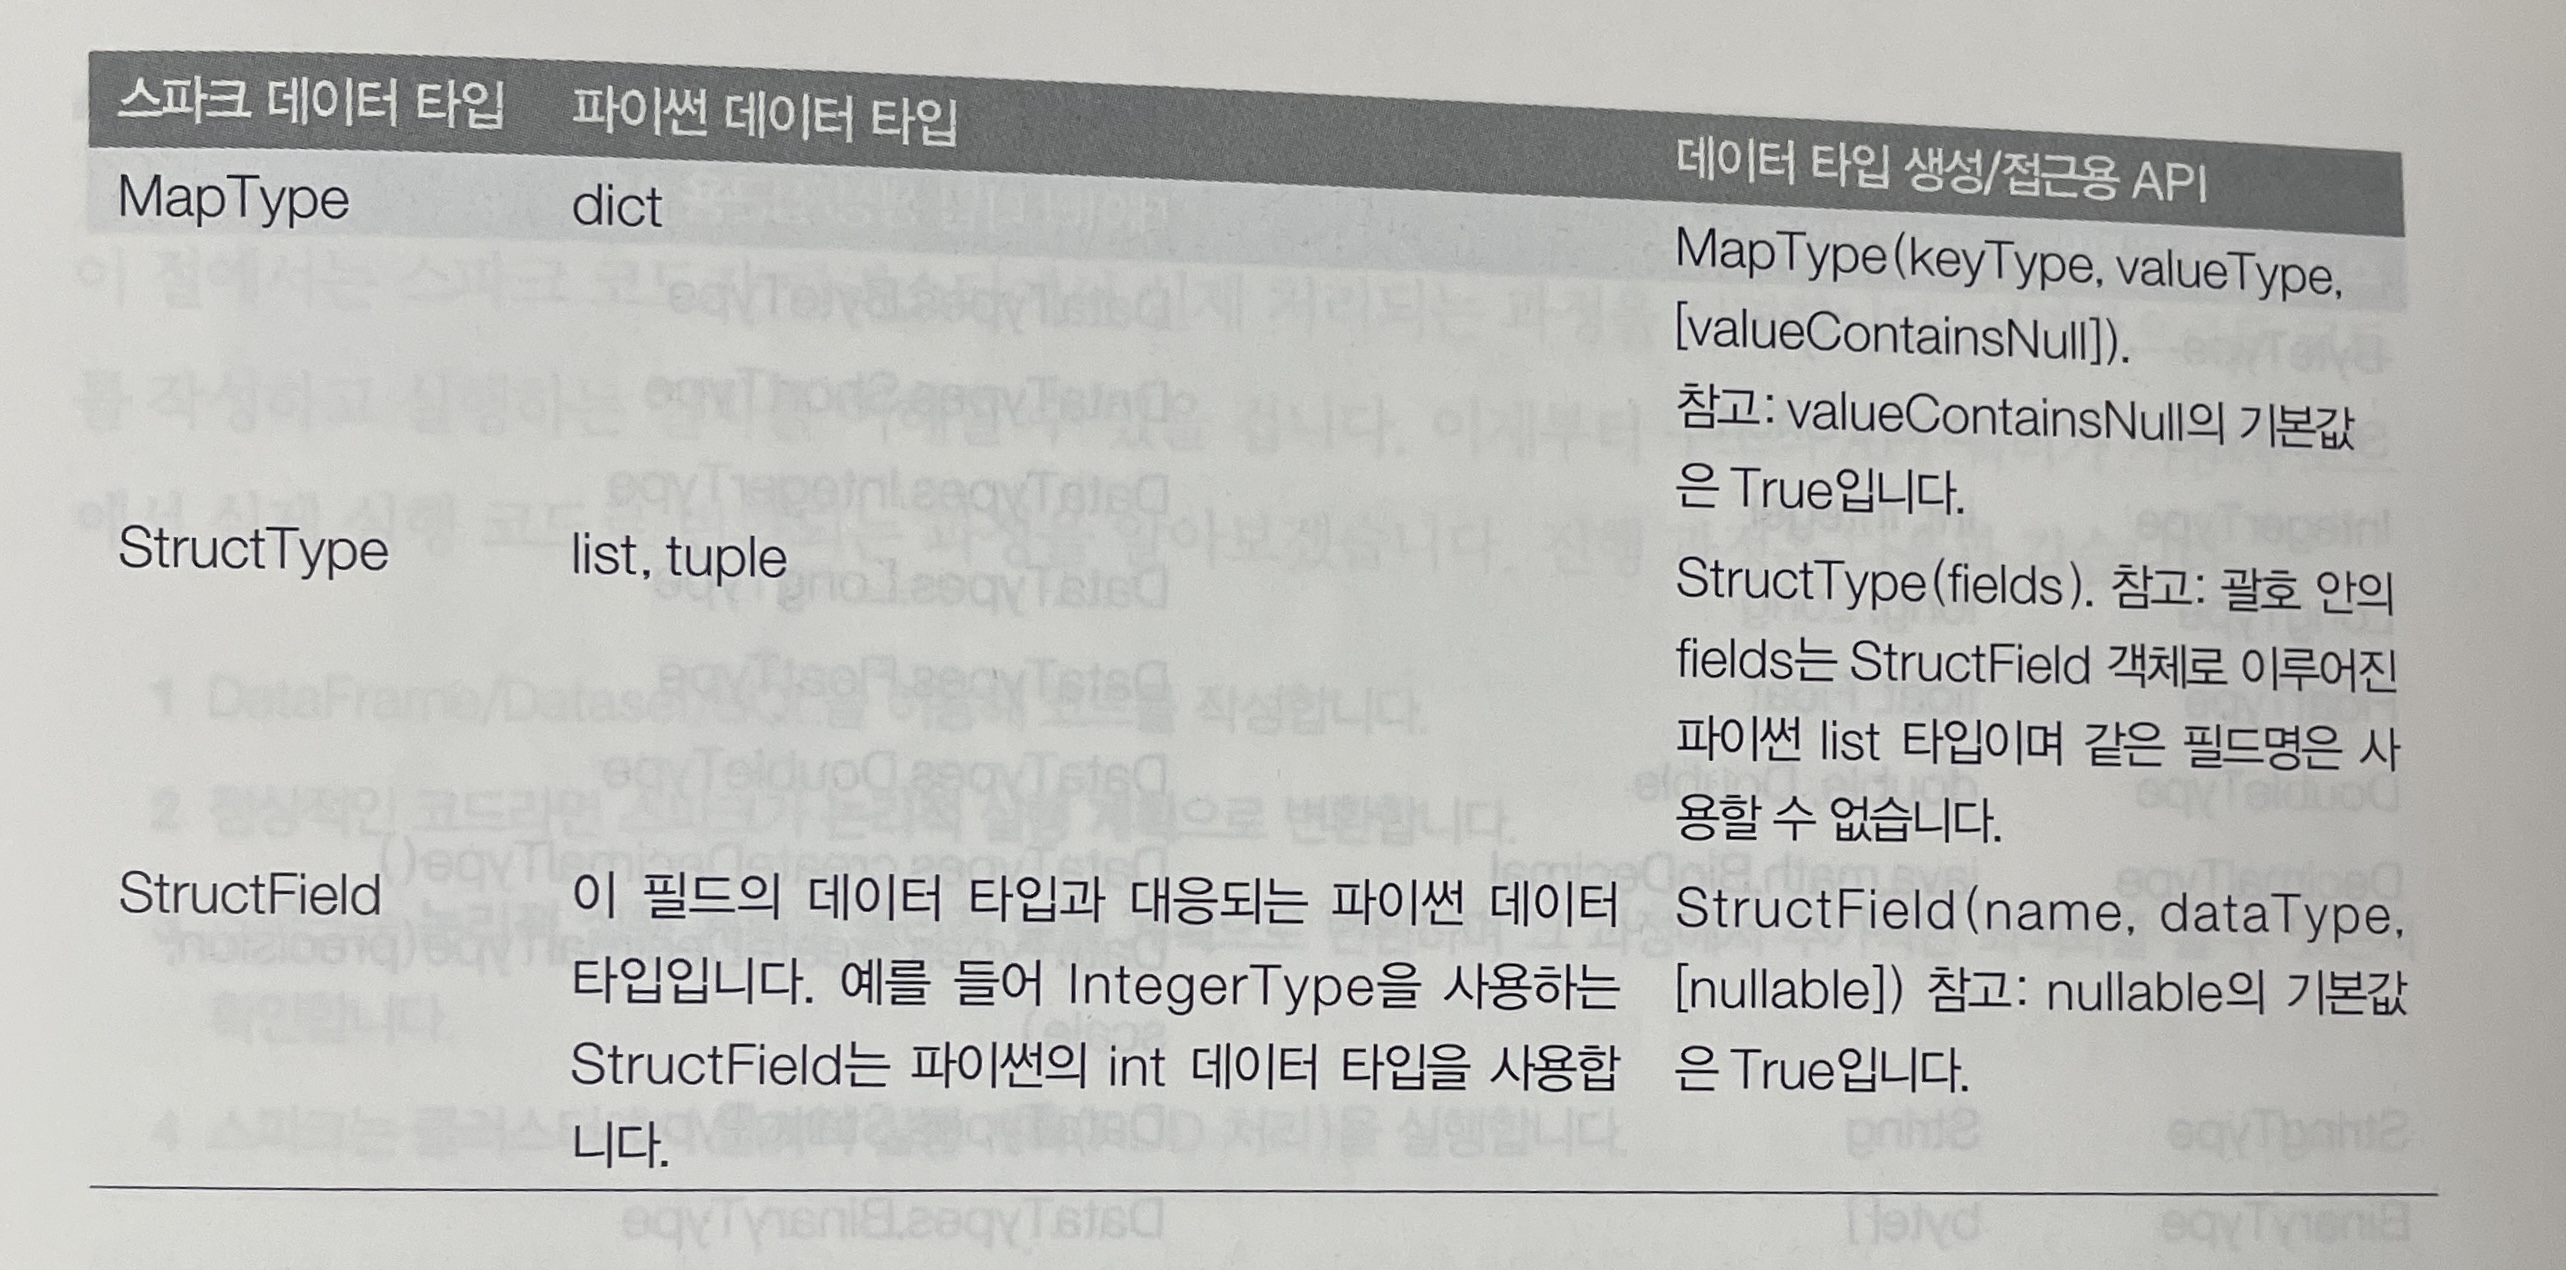 스파크 데이터 타입 파이썬 데이터 타입 데이터 타입 생성/접근용 API
MapType dict MapType(keyType, valueType,
[valueContainsNull]).
참고: valueContainsNull의 기본값
은 True입니다.
StructType list, tuple StructType(fields). 참고: 괄호 안의
fields는 StructField 객체로 이루어진
파이썬 list 타입이며 같은 필드명은 사
용할 수 없습니다.
StructField 이 필드의 데이터 타입과 대응되는 파이썬 데이터 StructField(name, dataType,
타입입니다. 예를 들어 IntegerType을 사용하는 [nullable]) 참고: nullable의 기본값
StructField는 파이썬의 int 데이터 타입을 사용합 은 True입니다.
니다.